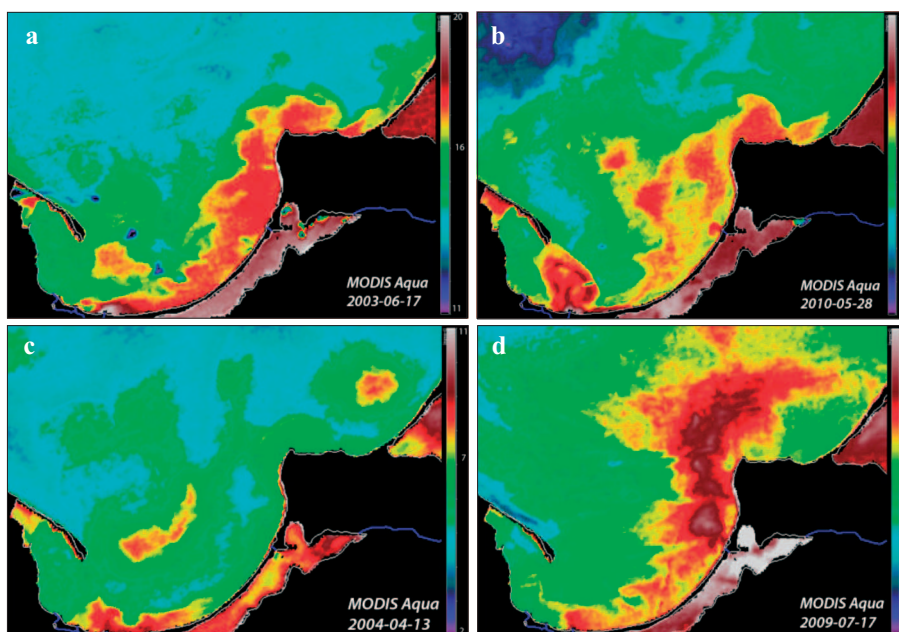 a
20
16
11
MODIS Aqua
2003-06-17
b
MODIS Aqua
2010-05-28
c
11
7
2
MODIS Aqua
2004-04-13
d
MODIS Aqua
2009-07-17